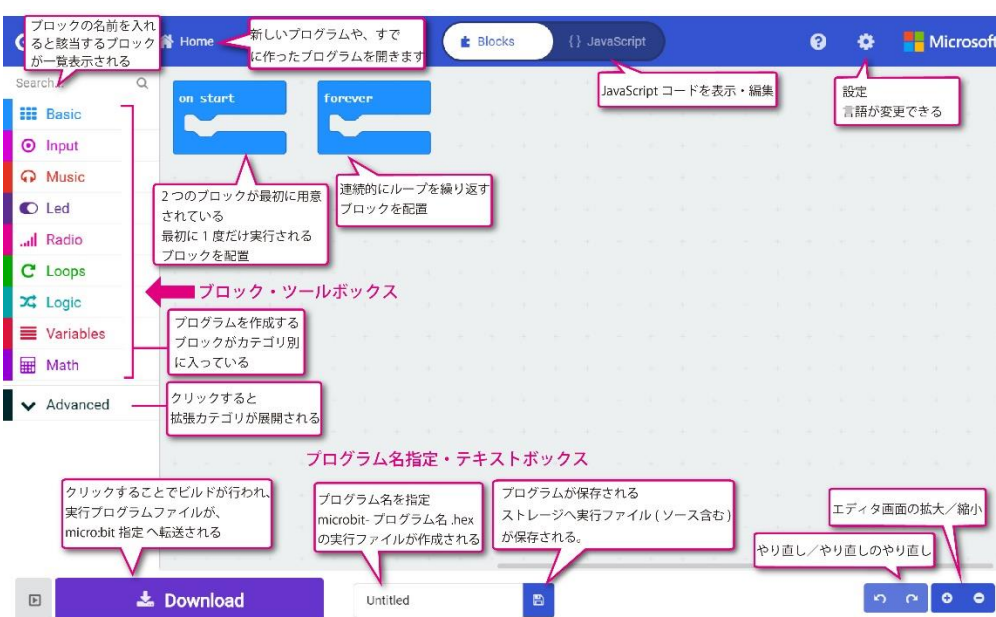 ブロックの名前を入れ
ると該当するブロック
が一覧表示される
Home
新しいプログラムや、すで
に作ったプログラムを開きます
Blocks
{ } JavaScript
Microsoft
Search...
JavaScript コードを表示・編集
設定
言語が変更できる
on start
forever
Basic
Input
Music
Led
Radio
Loops
Logic
Variables
Math
Advanced
2つのブロックが最初に用意
されている
最初に1度だけ実行される
ブロックを配置
連続的にループを繰り返す
ブロックを配置
ブロック・ツールボックス
プログラムを作成する
ブロックがカテゴリ別
に入っている
クリックすると
拡張カテゴリが展開される
プログラム名指定・テキストボックス
クリックすることでビルドが行われ、
実行プログラムファイルが、
micro:bit 指定へ転送される
プログラム名を指定
microbit-プログラム名.hex
の実行ファイルが作成される
プログラムが保存される
ストレージへ実行ファイル(ソース含む)
が保存される。
エディタ画面の拡大／縮小
やり直し／やり直しのやり直し
Download
Untitled